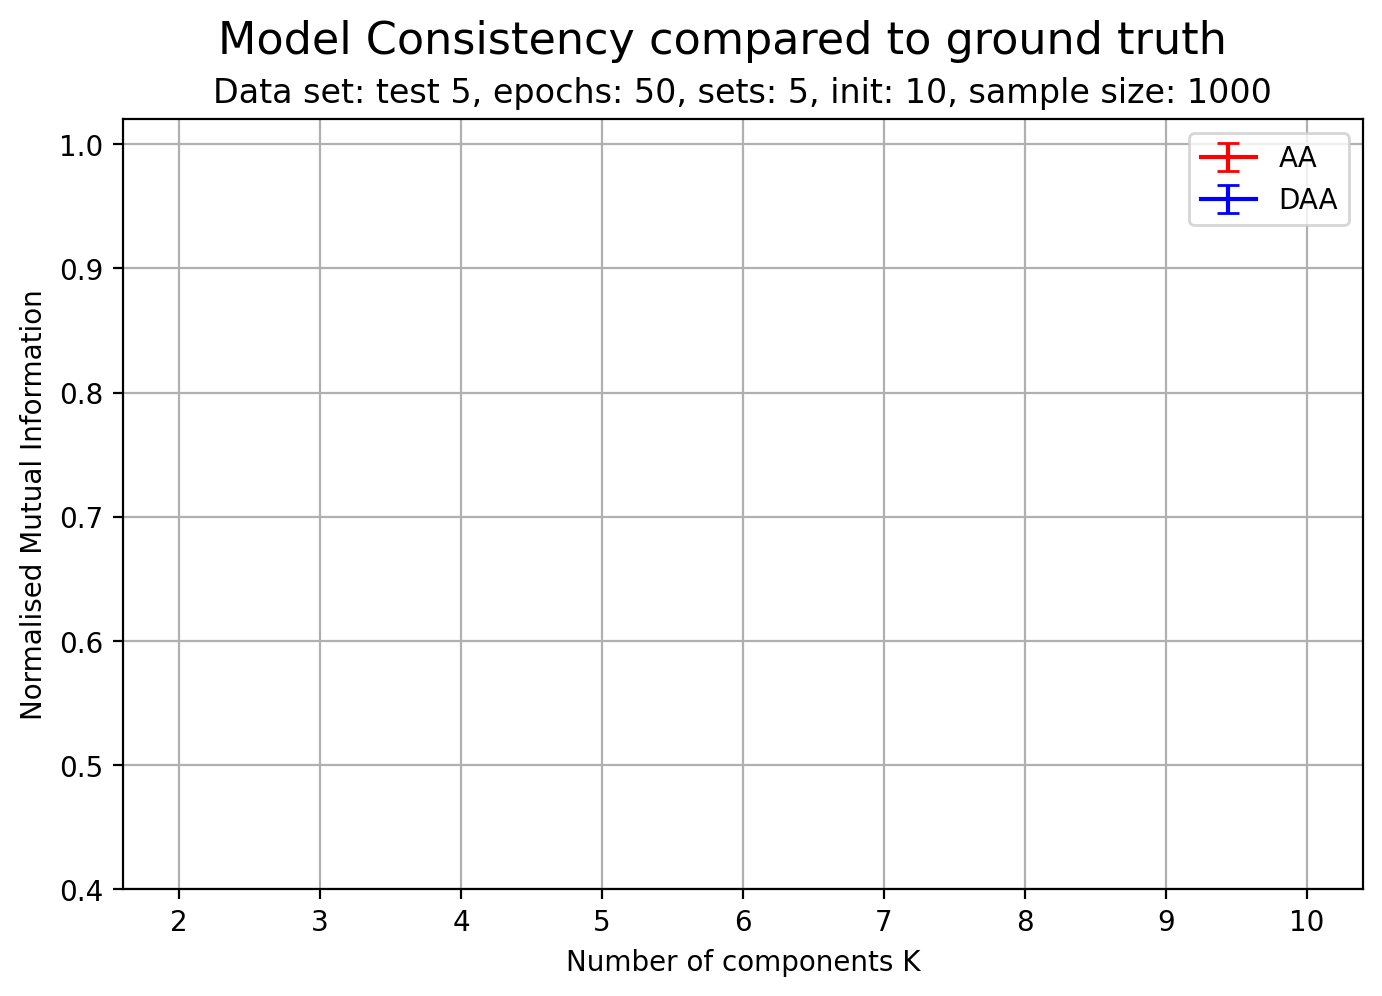 Model Consistency compared to ground truth
Data set: test 5, epochs: 50, sets: 5, init: 10, sample size: 1000
AA
DAA
Normalised Mutual Information
1.0
0.9
0.8
0.7
0.6
0.5
0.4
2 3 4 5 6 7 8 9 10
Number of components K